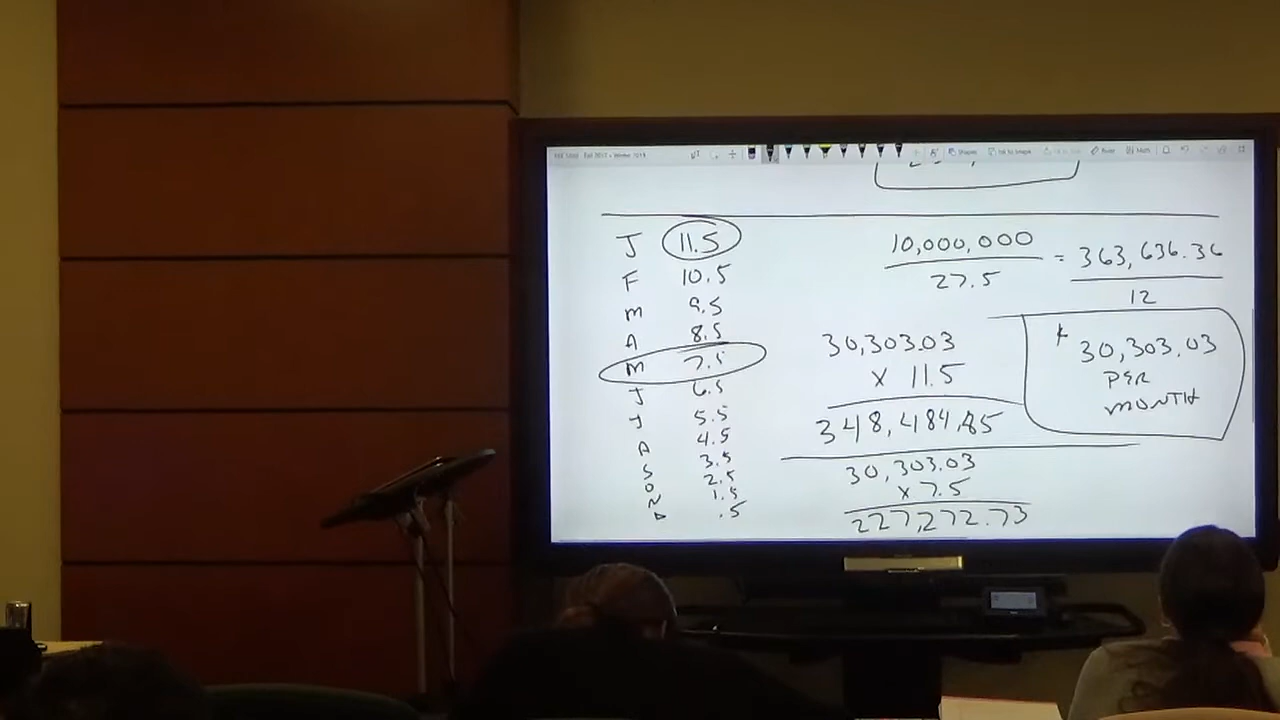 J 11.5
F 10.5
M 9.5
A 8.5
M 7.5
J 6.5
J 5.5
A 4.5
S 3.5
O 2.5
N 1.5
D .5
10,000,000
27.5
= 363,636.36
12
30,303.03
PER
MONTH
30,303.03
X 11.5
348,484.85
30,303.03
X 7.5
227,272.73